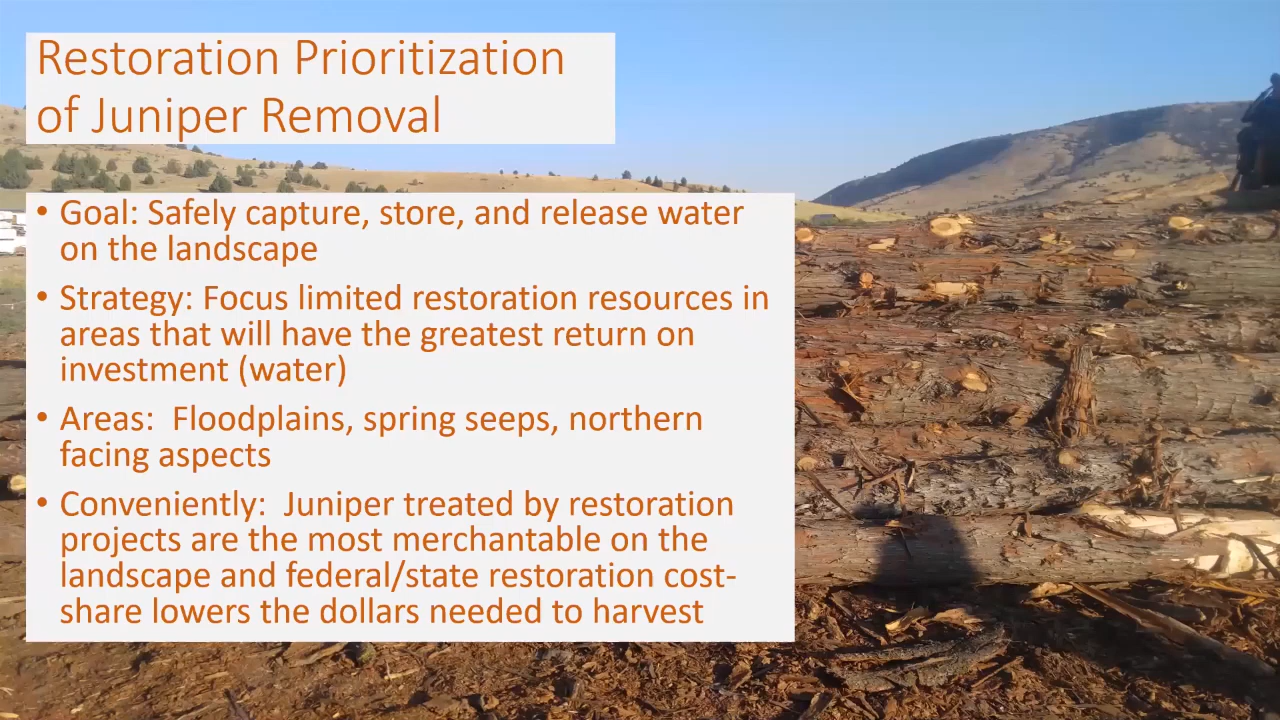 Restoration Prioritization
of Juniper Removal
• Goal: Safely capture, store, and release water
on the landscape
• Strategy: Focus limited restoration resources in
areas that will have the greatest return on
investment (water)
• Areas:  Floodplains, spring seeps, northern
facing aspects
• Conveniently:  Juniper treated by restoration
projects are the most merchantable on the
landscape and federal/state restoration cost-
share lowers the dollars needed to harvest